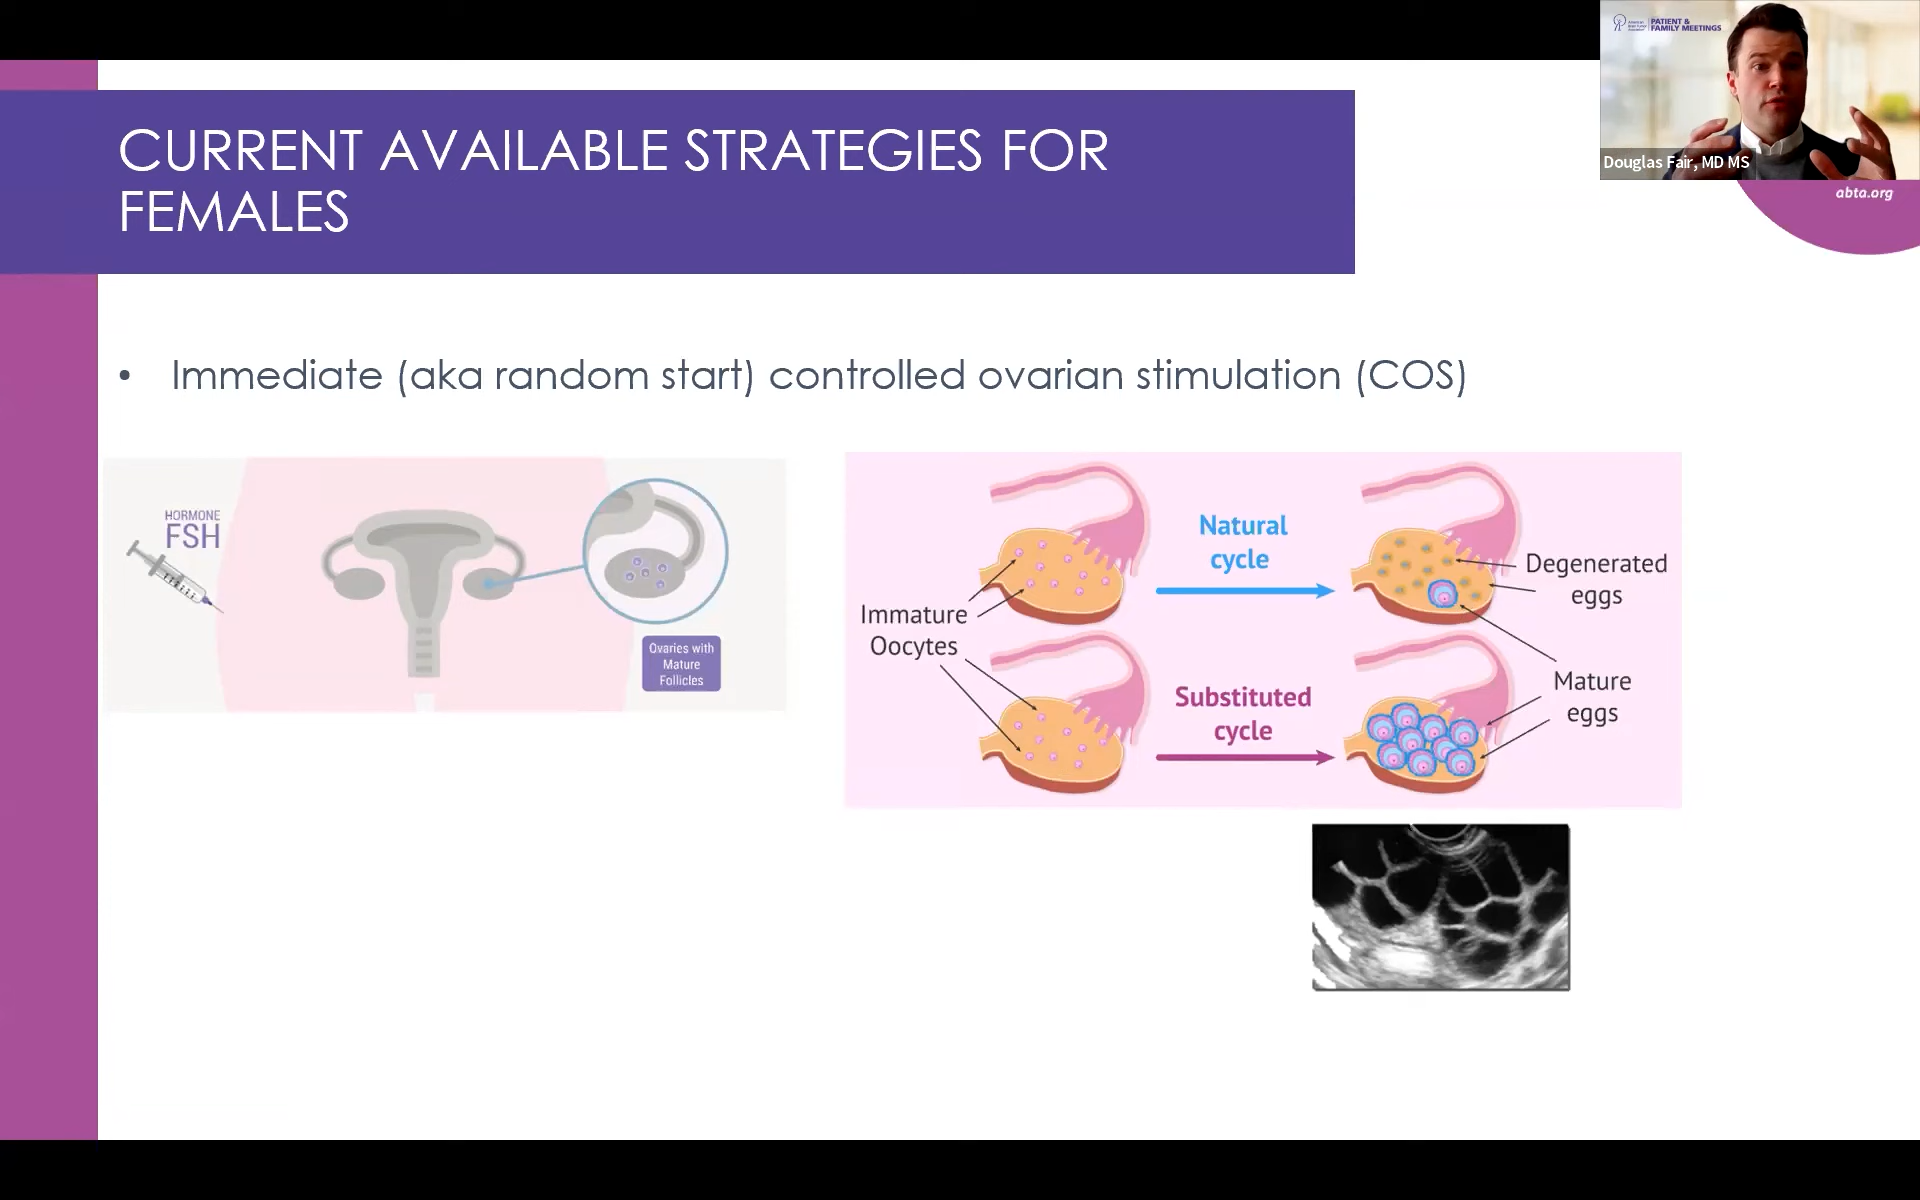 PATIENT &
FAMILY MEETINGS
Douglas Fair, MD MS
abta.org
CURRENT AVAILABLE STRATEGIES FOR
FEMALES
• Immediate (aka random start) controlled ovarian stimulation (COS)
HORMONE
FSH
Ovaries with
Mature
Follicles
Immature
Oocytes
Natural
cycle
Substituted
cycle
Degenerated
eggs
Mature
eggs